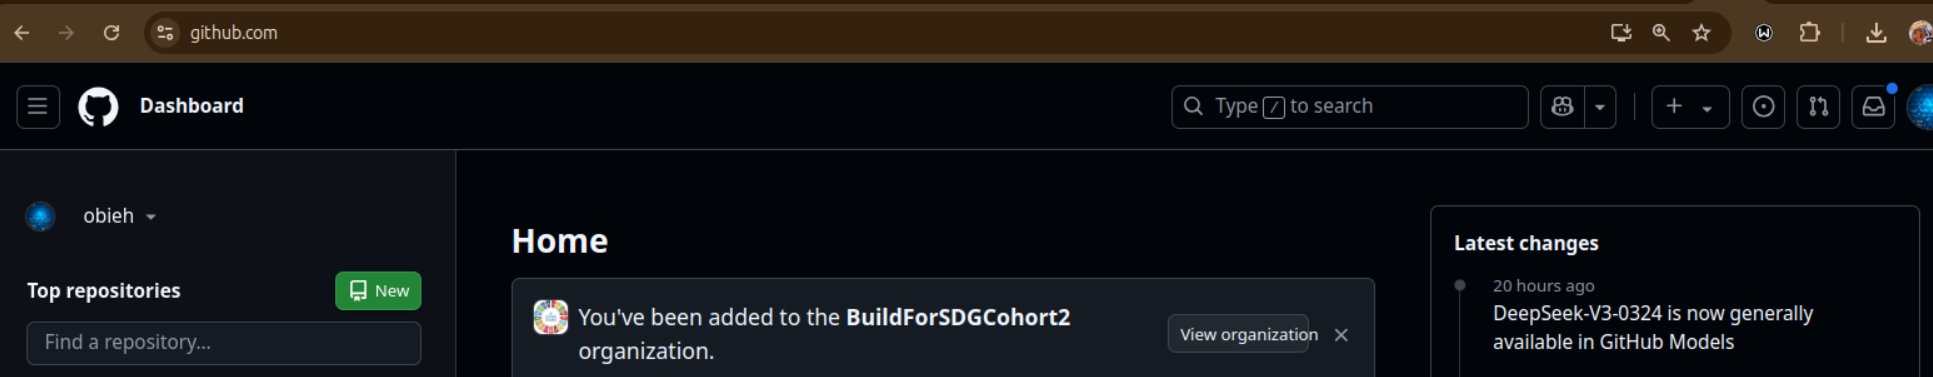 github.com
Dashboard
Type / to search
obieh
Top repositories
New
Find a repository...
Home
You've been added to the BuildForSDGCohort2
organization.
View organization
Latest changes
20 hours ago
DeepSeek-V3-0324 is now generally
available in GitHub Models